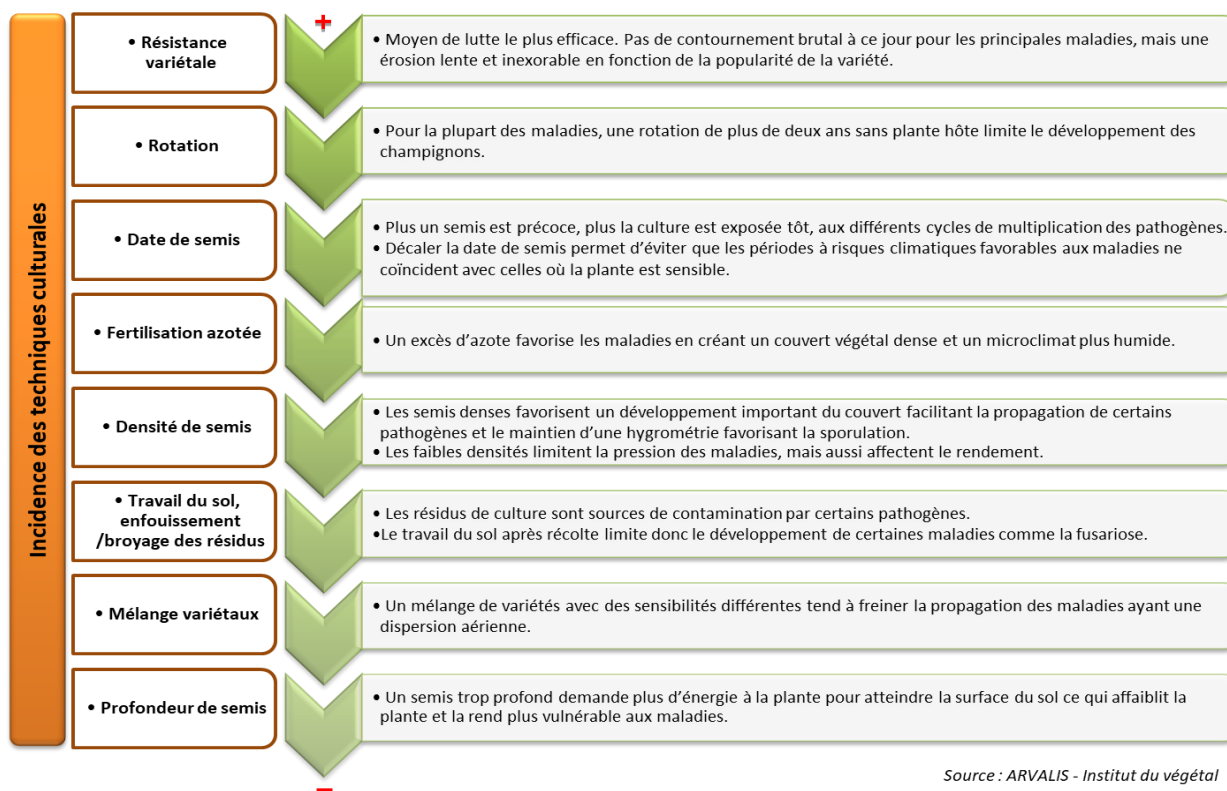 Incidence des techniques culturales
+
• Résistance
variétale
• Moyen de lutte le plus efficace. Pas de contournement brutal à ce jour pour les principales maladies, mais une
érosion lente et inexorable en fonction de la popularité de la variété.
• Rotation
• Pour la plupart des maladies, une rotation de plus de deux ans sans plante hôte limite le développement des
champignons.
• Date de semis
• Plus un semis est précoce, plus la culture est exposée tôt, aux différents cycles de multiplication des pathogènes.
• Décaler la date de semis permet d’éviter que les périodes à risques climatiques favorables aux maladies ne
coïncident avec celles où la plante est sensible.
• Fertilisation azotée
• Un excès d’azote favorise les maladies en créant un couvert végétal dense et un microclimat plus humide.
• Densité de semis
• Les semis denses favorisent un développement important du couvert facilitant la propagation de certains
pathogènes et le maintien d’une hygrométrie favorisant la sporulation.
• Les faibles densités limitent la pression des maladies, mais aussi affectent le rendement.
• Travail du sol,
enfouissement
/broyage des résidus
• Les résidus de culture sont sources de contamination par certains pathogènes.
•Le travail du sol après récolte limite donc le développement de certaines maladies comme la fusariose.
• Mélange variétaux
• Un mélange de variétés avec des sensibilités différentes tend à freiner la propagation des maladies ayant une
dispersion aérienne.
• Profondeur de semis
• Un semis trop profond demande plus d’énergie à la plante pour atteindre la surface du sol ce qui affaiblit la
plante et la rend plus vulnérable aux maladies.
–
Source : ARVALIS - Institut du végétal